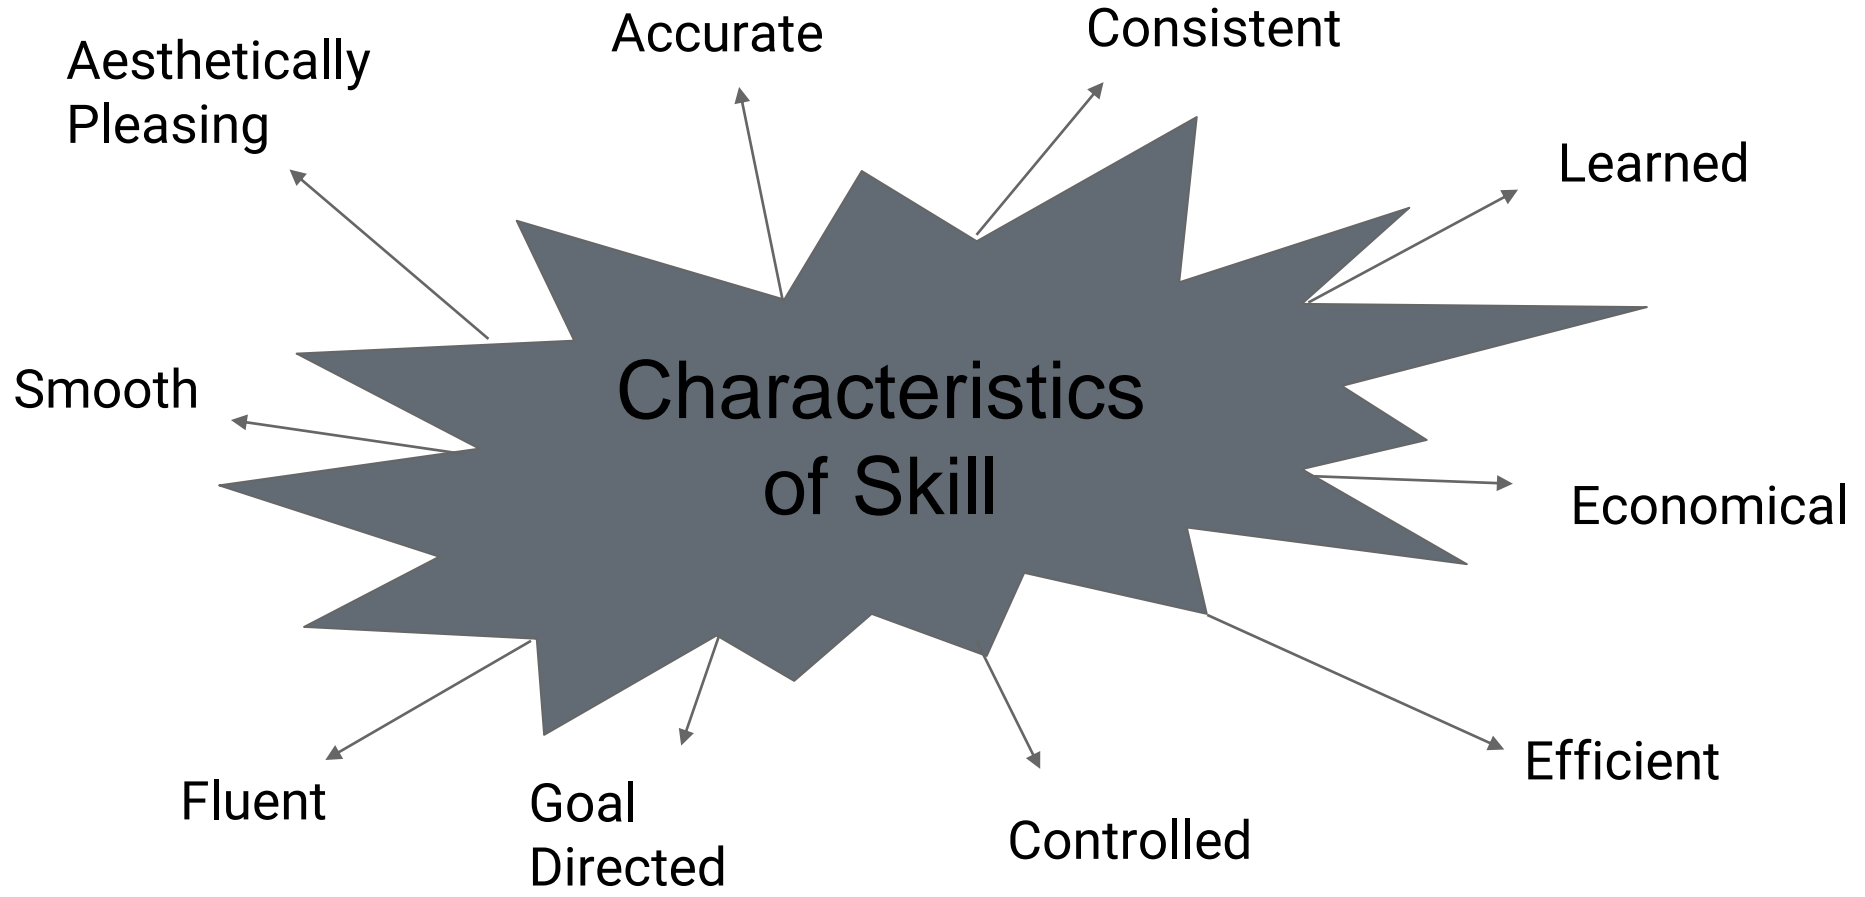 Aesthetically
Pleasing
Accurate
Consistent
Learned
Smooth
Characteristics
of Skill
Economical
Fluent
Goal
Directed
Controlled
Efficient